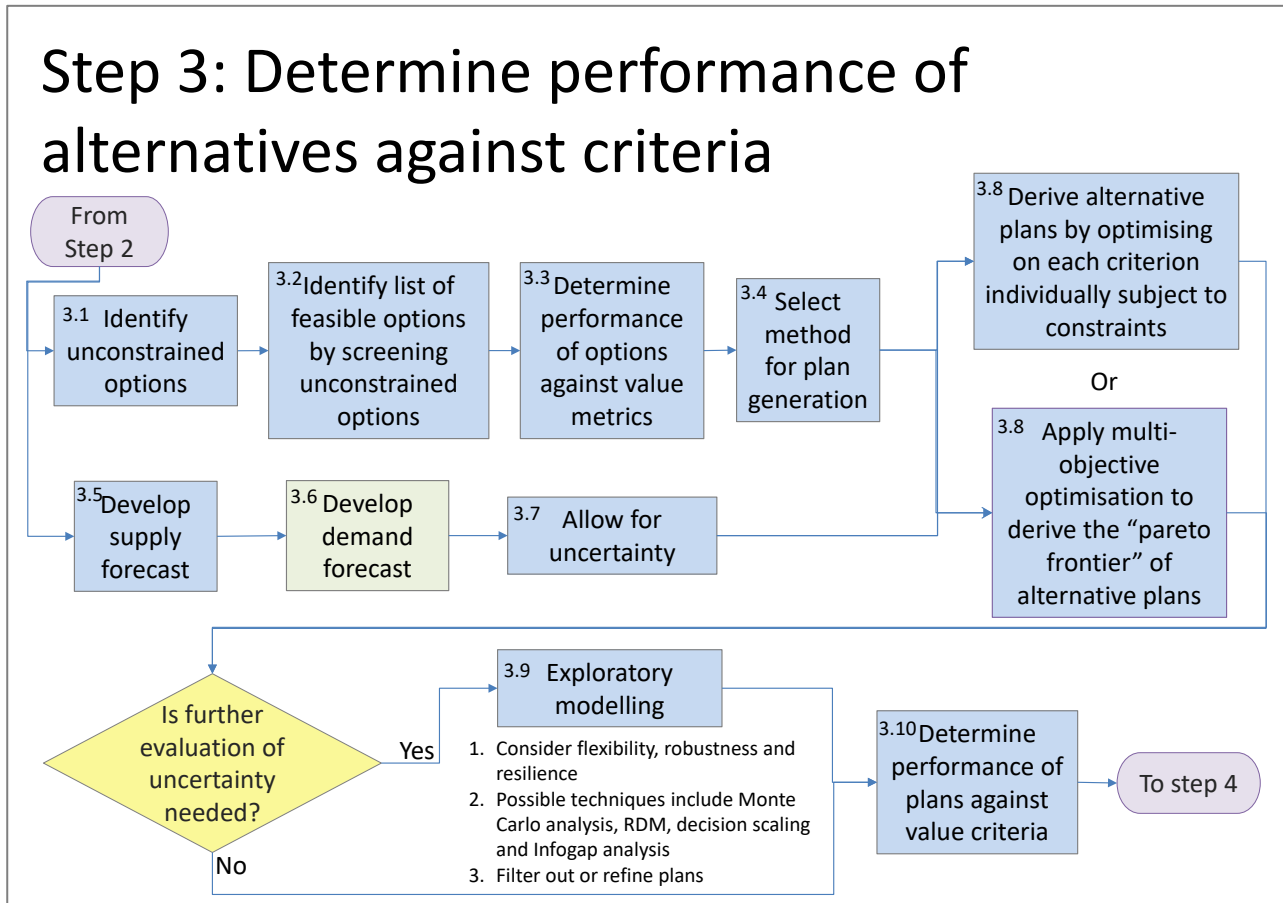 Step 3: Determine performance of
alternatives against criteria
From
Step 2
3.1 Identify
unconstrained
options
3.2 Identify list of
feasible options
by screening
unconstrained
options
3.3 Determine
performance
of options
against value
metrics
3.4 Select
method
for plan
generation
3.8 Derive alternative
plans by optimising
on each criterion
individually subject to
constraints
Or
3.8 Apply multi-
objective
optimisation to
derive the “pareto
frontier” of
alternative plans
3.5 Develop
supply
forecast
3.6 Develop
demand
forecast
3.7 Allow for
uncertainty
Is further
evaluation of
uncertainty
needed?
Yes
No
3.9 Exploratory
modelling
1. Consider flexibility, robustness and
resilience
2. Possible techniques include Monte
Carlo analysis, RDM, decision scaling
and Infogap analysis
3. Filter out or refine plans
3.10 Determine
performance of
plans against
value criteria
To step 4